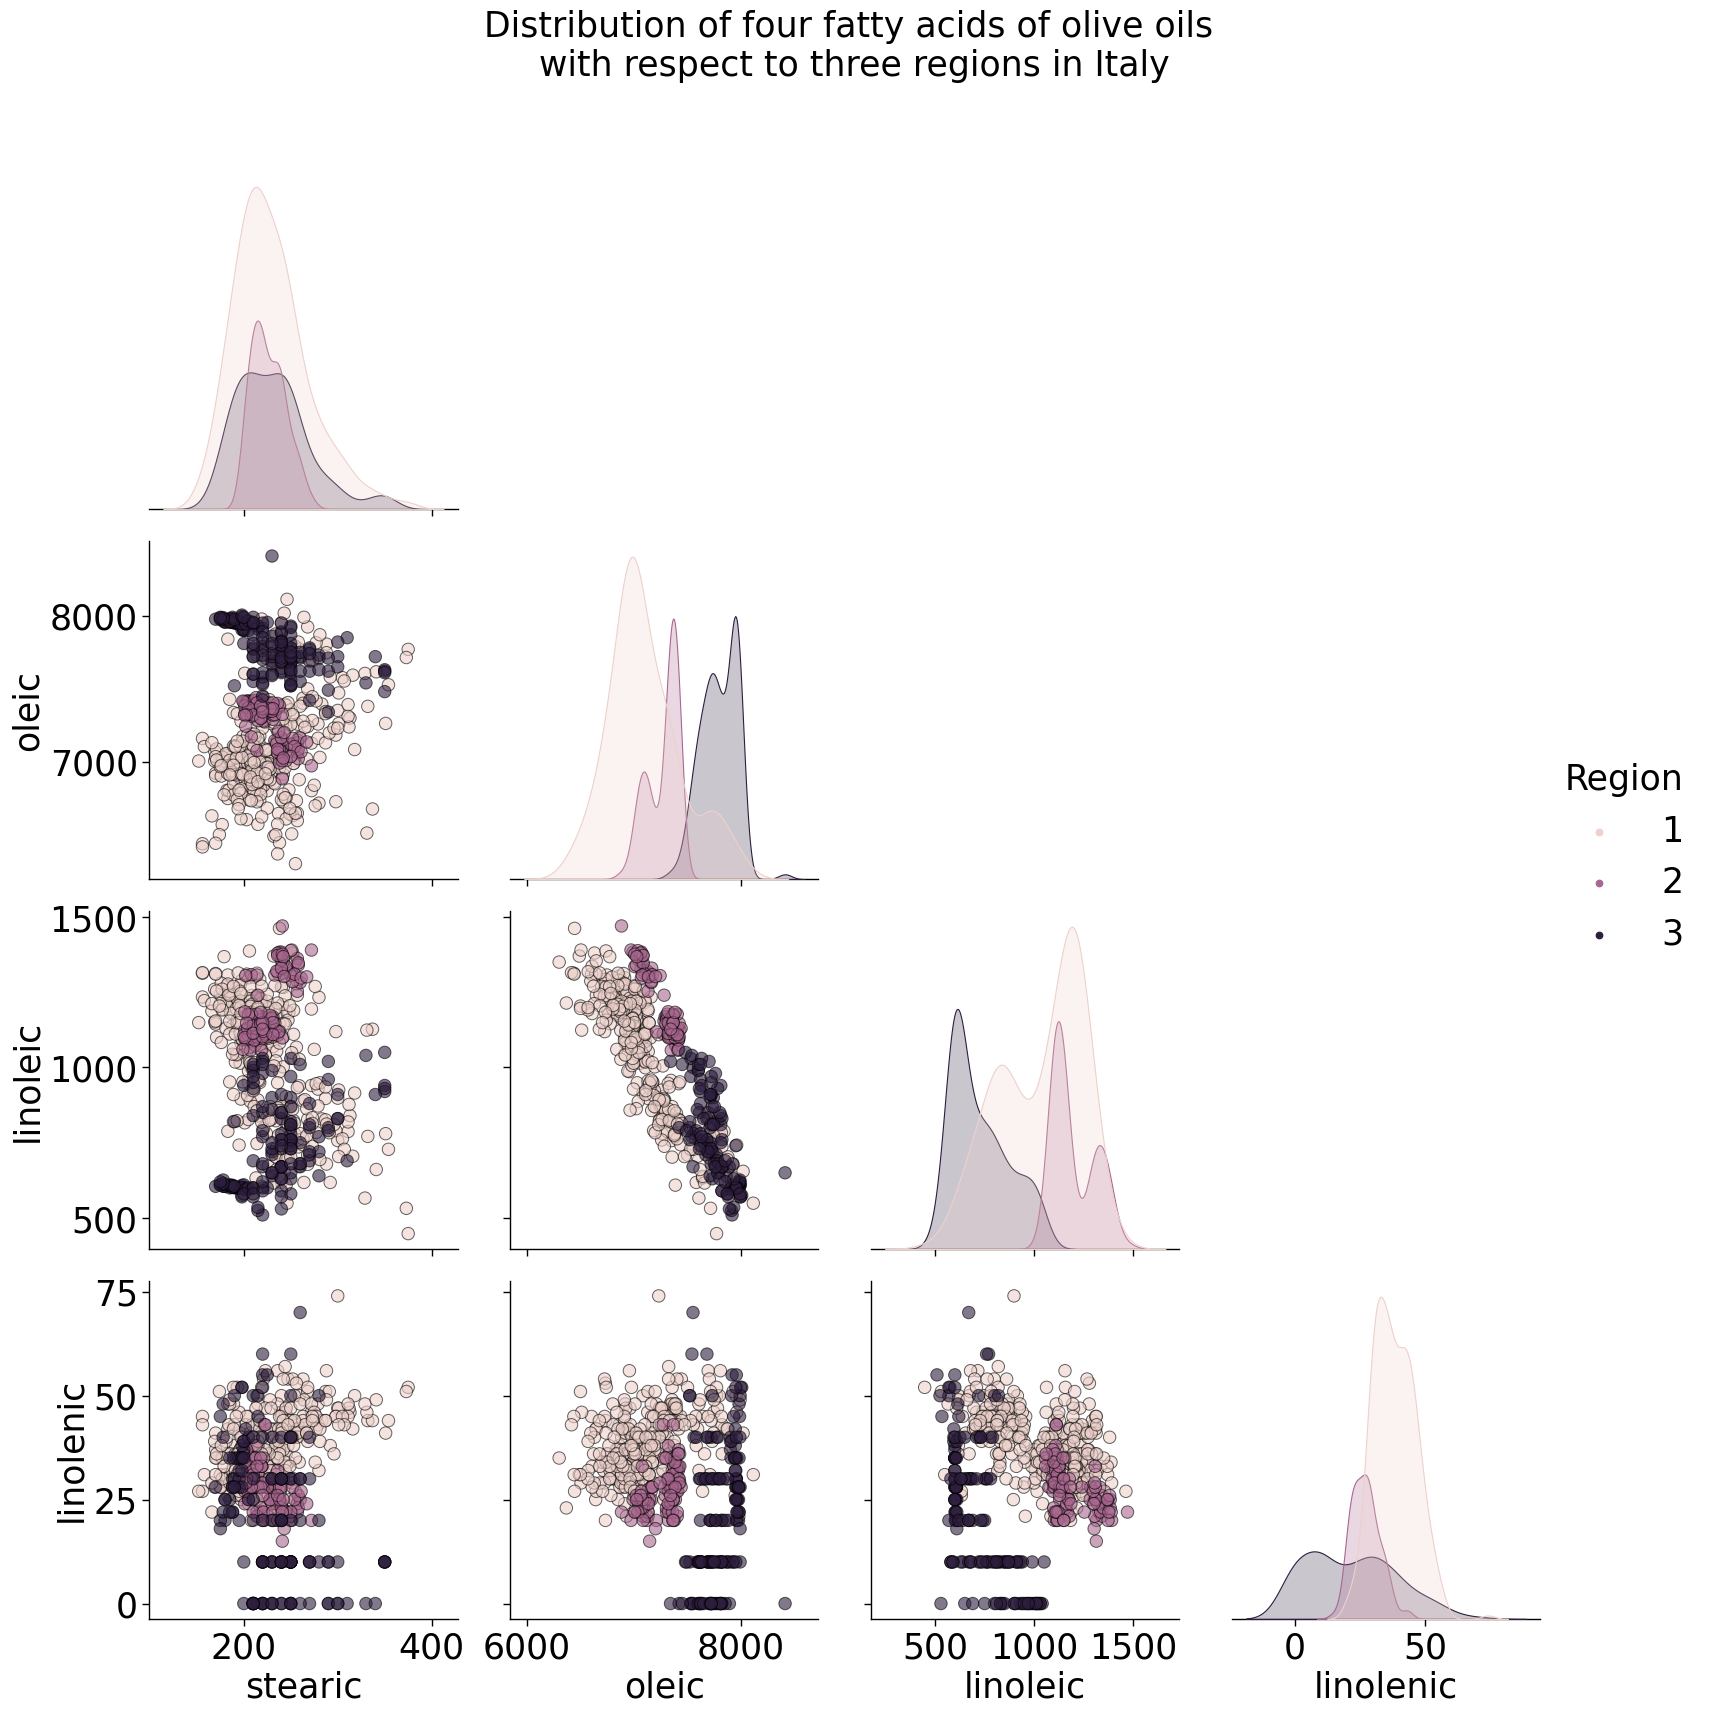 Distribution of four fatty acids of olive oils
with respect to three regions in Italy
8000
7000
oleic
1500
1000
500
linoleic
75
50
25
0
linolenic
200 400
stearic
6000 8000
oleic
500 1000 1500
linoleic
0 50
linolenic
Region
1
2
3